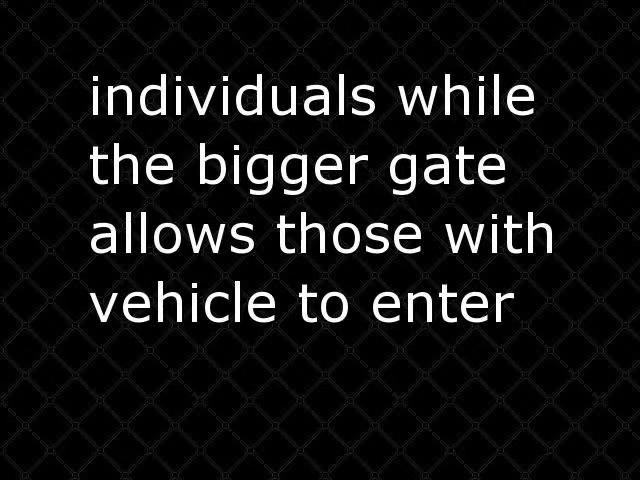 individuals while
the bigger gate
allows those with
vehicle to enter